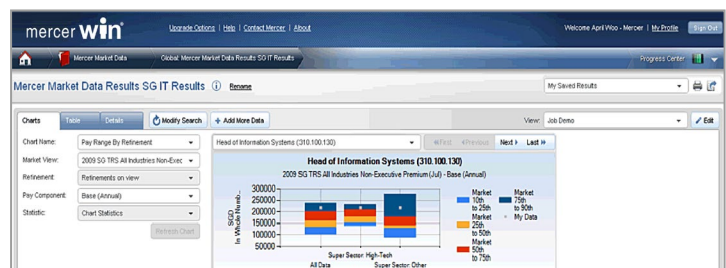 mercer win
Upgrade Options | Help | Contact Mercer | About
Welcome April Woo - Mercer | My Profile
Sign Out
Mercer Market Data
Global: Mercer Market Data Results SG IT Results
Progress Center
Mercer Market Data Results SG IT Results
Rename
My Saved Results
Charts
Table
Details
Modify Search
+ Add More Data
View: Job Demo
Edit
Chart Name: Pay Range By Refinement
Head of Information Systems (310.100.130)
First
Previous
Next
Last
Market View: 2009 SG TRS All Industries Non-Exec
Refinement: Refinements on view
Pay Component: Base (Annual)
Statistic: Chart Statistics
Refresh Chart
Head of Information Systems (310.100.130)
2009 SG TRS All Industries Non-Executive Premium (Jul) - Base (Annual)
SGD
In Whole Numb...
300000
250000
200000
150000
100000
50000
Super Sector: High-Tech
All Data
Super Sector: Other
Market
10th
to 25th
Market
25th
to 50th
Market
50th
to 75th
Market
75th
to 90th
My Data